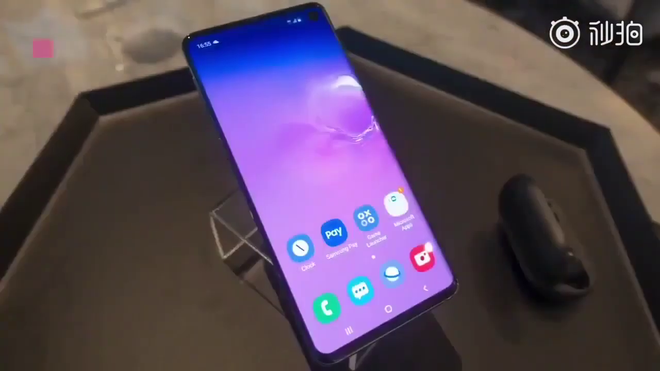 秒拍
16:55
Clock
pay
Samsung Pay
Game
Launcher
Microsoft
Apps